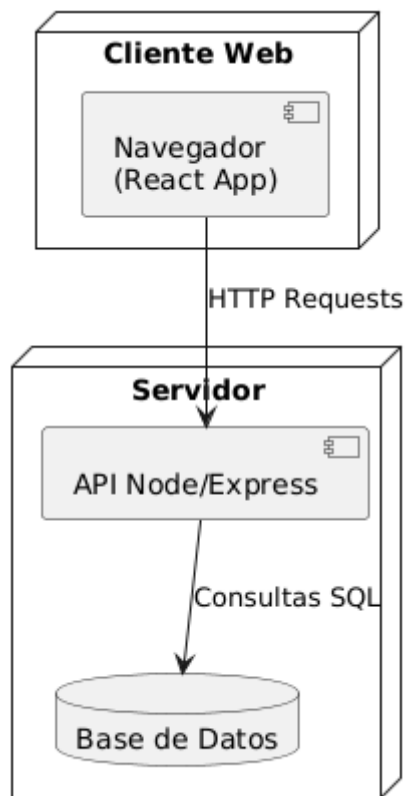 Cliente Web
Navegador
(React App)
HTTP Requests
Servidor
API Node/Express
Consultas SQL
Base de Datos